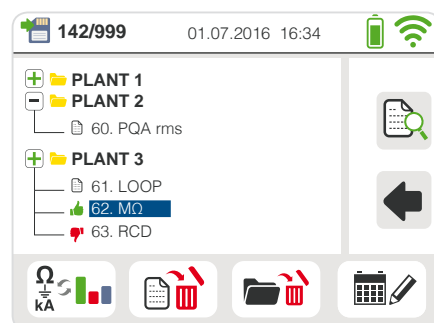 142/999 01.07.2016 16:34
PLANT 1
PLANT 2
60. PQA rms
PLANT 3
61. LOOP
62. MΩ
63. RCD
Ω
kA